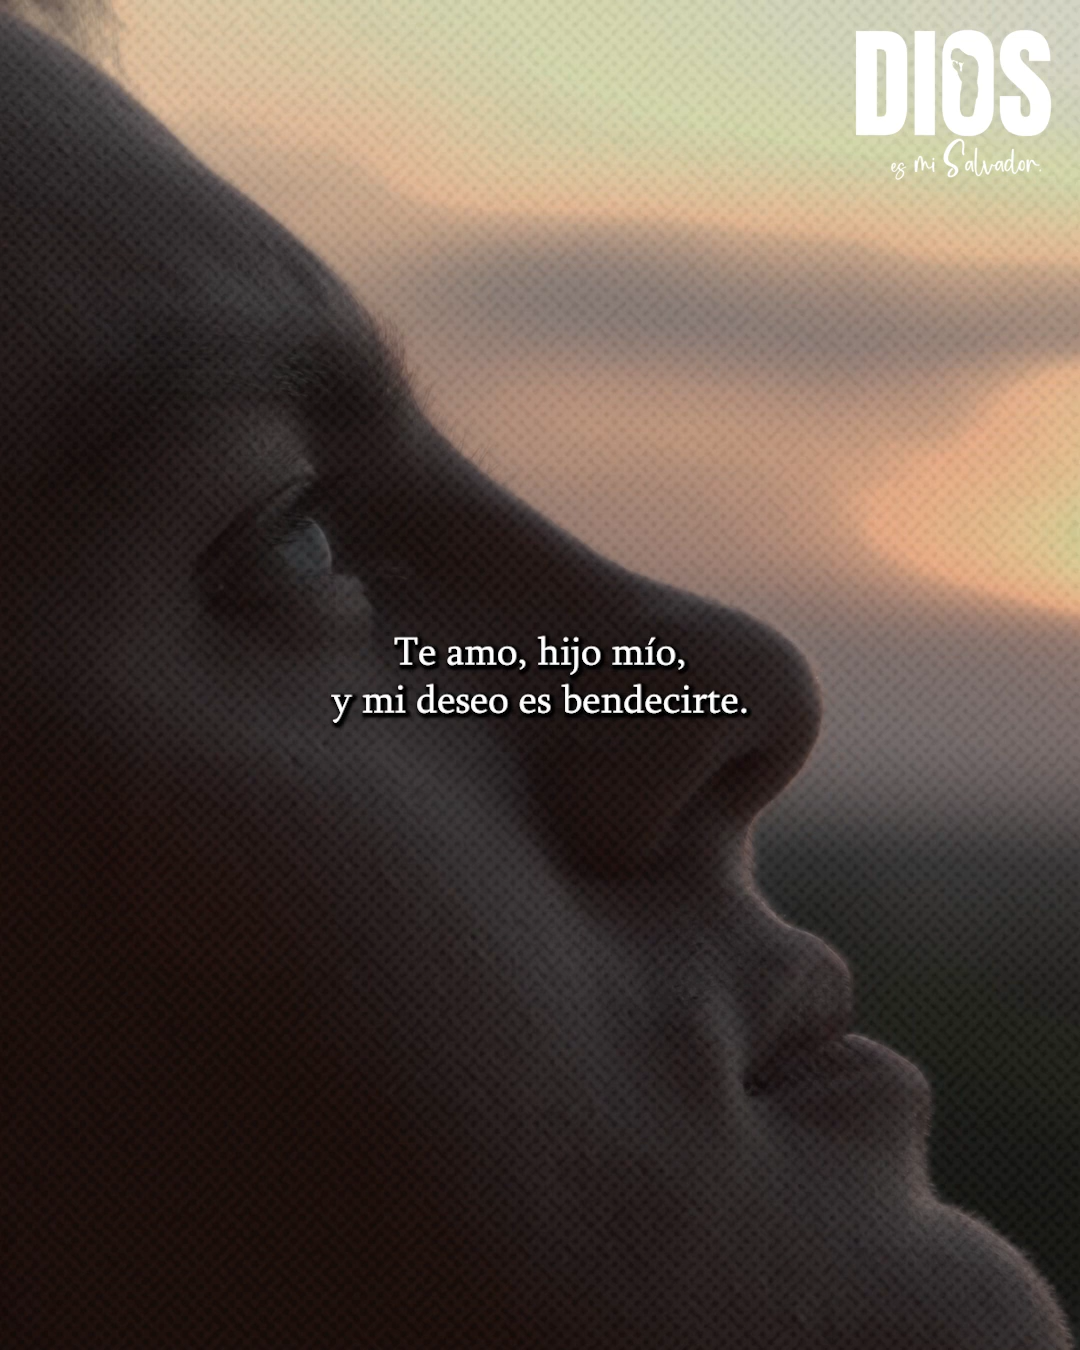 DIOS
es mi Salvador.
Te amo, hijo mío,
y mi deseo es bendecirte.